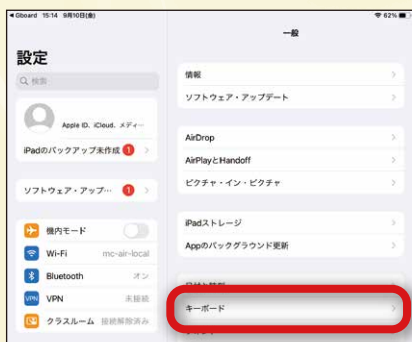 Gboard 15:14 9月10日(金)
62%
設定
検索
Apple ID、iCloud、メディ…
iPadのバックアップ未作成 1
ソフトウェア・アップ… 1
機内モード
Wi-Fi mc-air-local
Bluetooth オン
VPN 未接続
クラスルーム 接続解除済み
一般
情報
ソフトウェア・アップデート
AirDrop
AirPlayとHandoff
ピクチャ・イン・ピクチャ
iPadストレージ
Appのバックグラウンド更新
キーボード